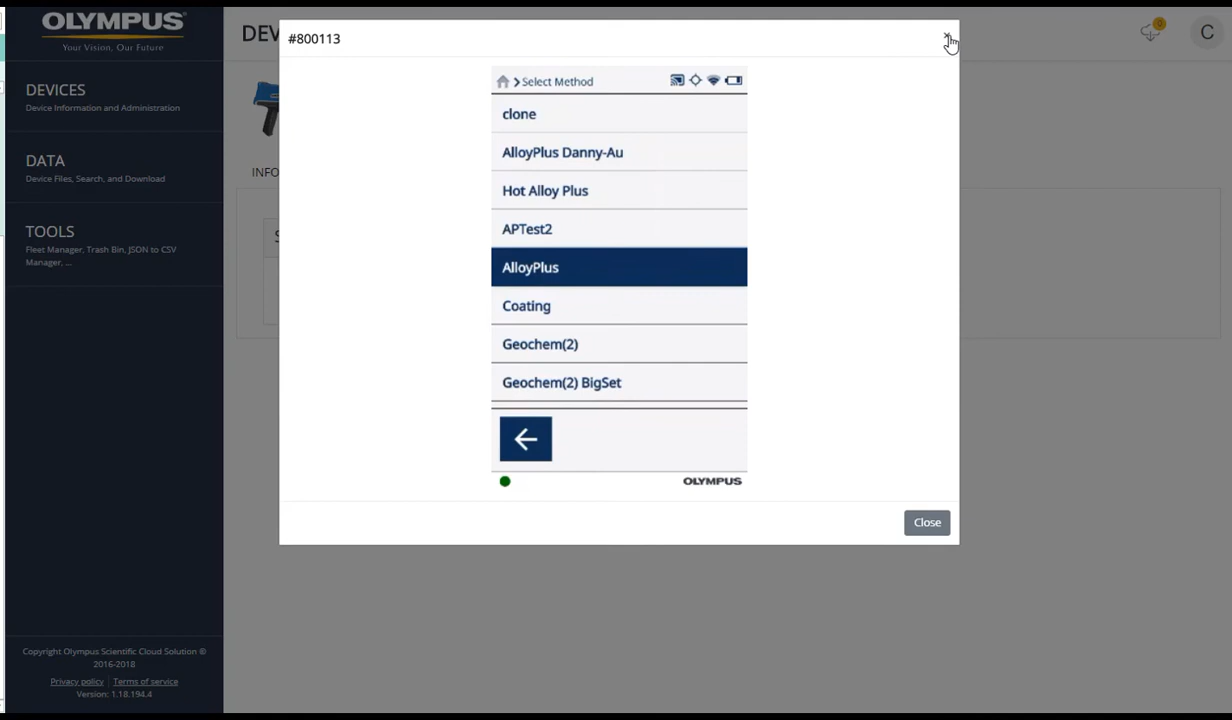 OLYMPUS
Your Vision, Our Future
DEVICES
Device Information and Administration
DATA
Device Files, Search, and Download
TOOLS
Fleet Manager, Trash Bin, JSON to CSV
Manager, ...
Copyright Olympus Scientific Cloud Solution ©
2016-2018
Privacy policy | Terms of service
Version: 1.18.194.4
DEV
INFO
S
0
C
#800113
×
Select Method
clone
AlloyPlus Danny-Au
Hot Alloy Plus
APTest2
AlloyPlus
Coating
Geochem(2)
Geochem(2) BigSet
OLYMPUS
Close